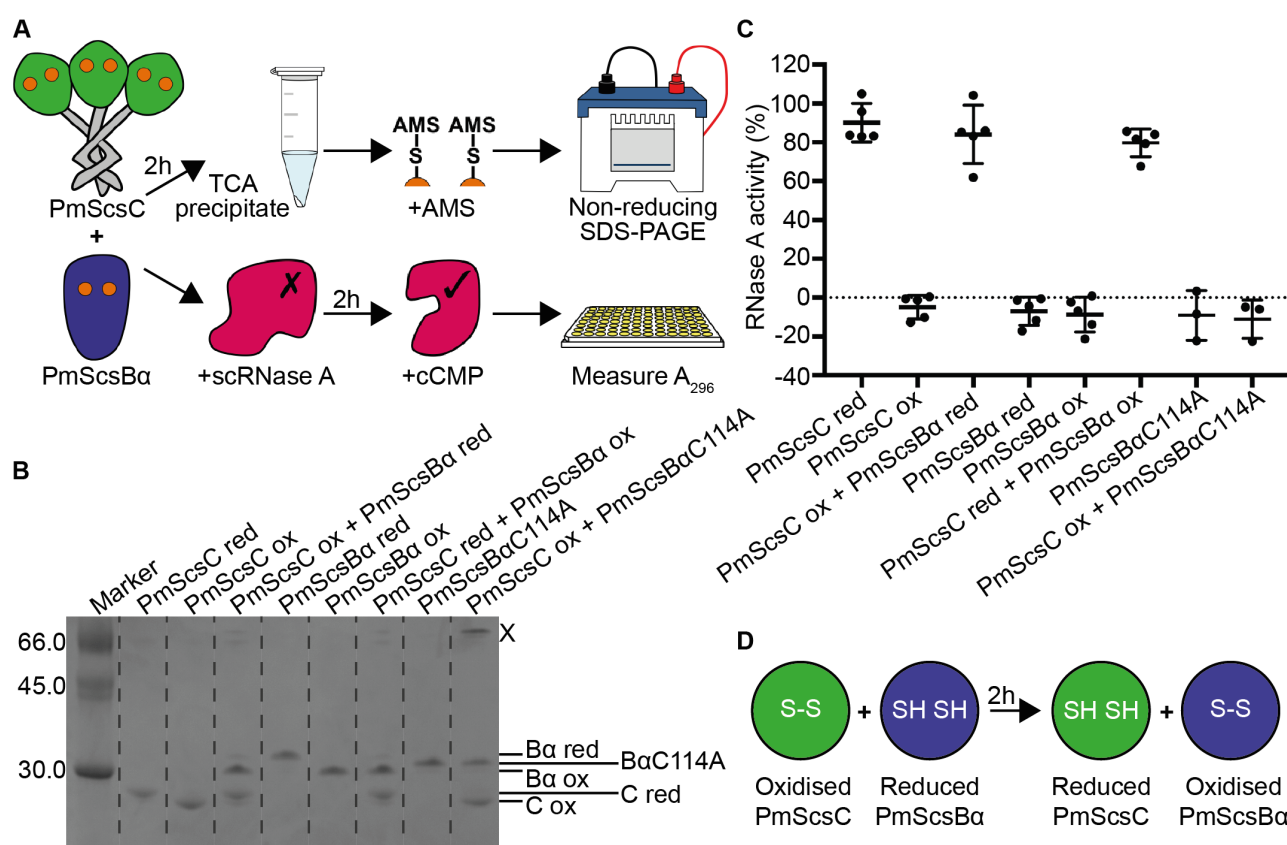 A
2h
TCA
precipitate
PmScsC
+
PmScsBα
AMS AMS
S S
+AMS
Non-reducing
SDS-PAGE
✗
+scRNase A
2h
✓
+cCMP
Measure A296
B
Marker
PmScsC red
PmScsC ox
PmScsC ox + PmScsBα red
PmScsBα red
PmScsBα ox
PmScsC red + PmScsBα ox
PmScsBαC114A
PmScsC ox + PmScsBαC114A
66.0
45.0
30.0
X
Bα red
BαC114A
Bα ox
C red
C ox
C
RNase A activity (%)
120
100
80
60
40
20
0
-20
-40
PmScsC red
PmScsC ox
PmScsC ox + PmScsBα red
PmScsBα red
PmScsBα ox
PmScsC red + PmScsBα ox
PmScsBαC114A
PmScsC ox + PmScsBαC114A
D
S-S + SH SH 2h SH SH + S-S
Oxidised Reduced Reduced Oxidised
PmScsC PmScsBα PmScsC PmScsBα